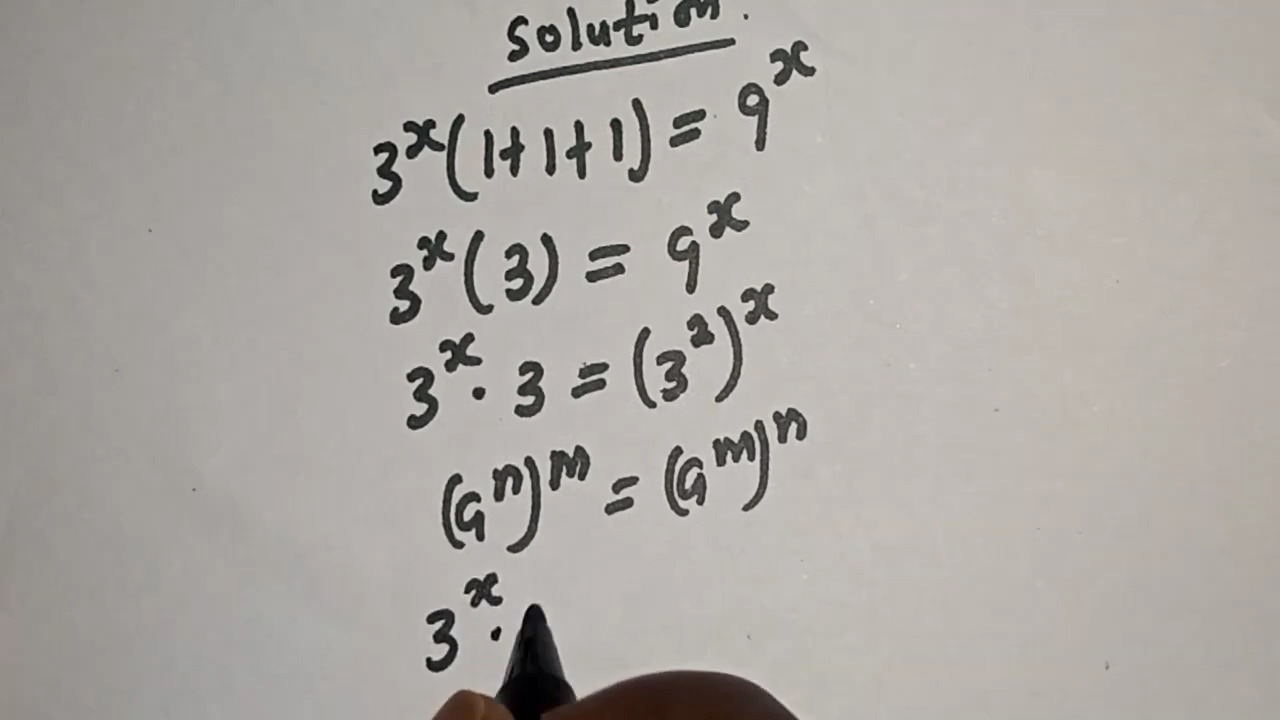 Solution.
3^x(1+1+1) = 9^x
3^x(3) = 9^x
3^x · 3 = (3^2)^x
(a^n)^m = (a^m)^n
3^x ·